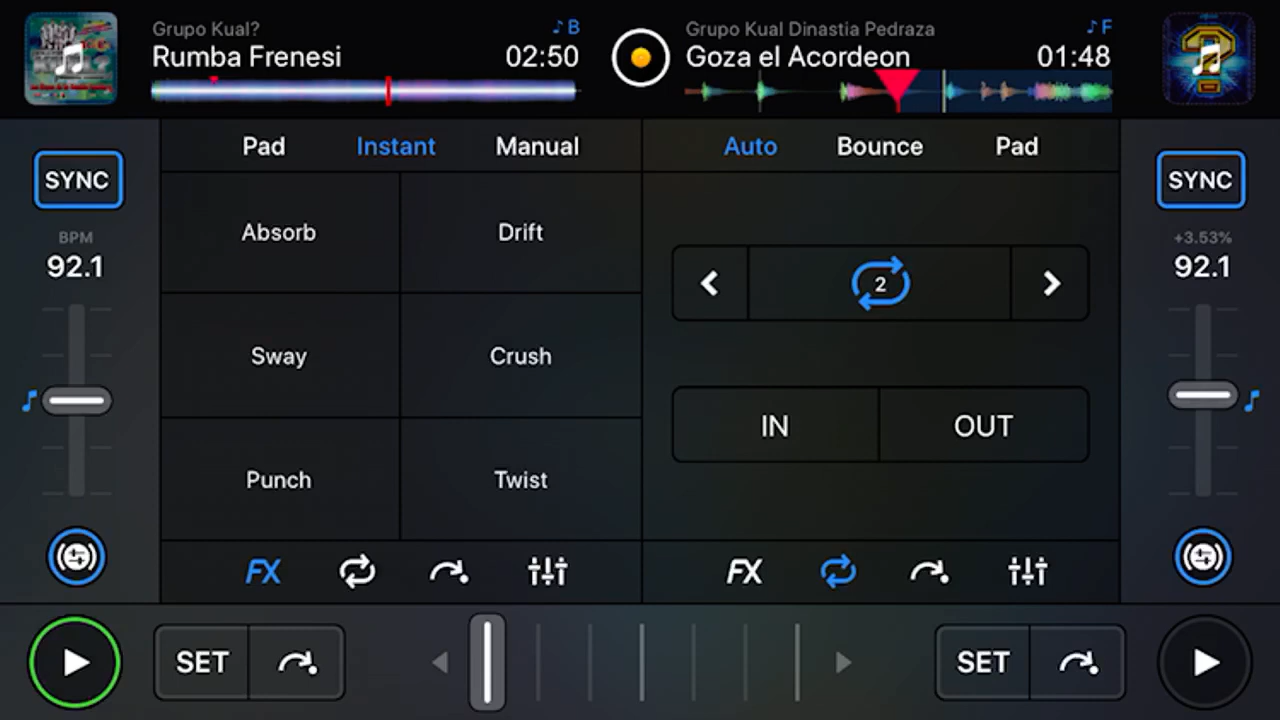 Grupo Kual?
B
Rumba Frenesi
02:50
Grupo Kual Dinastia Pedraza
F
Goza el Acordeon
01:48
Pad
Instant
Manual
Auto
Bounce
Pad
SYNC
BPM
92.1
Absorb
Drift
Sway
Crush
Punch
Twist
2
IN
OUT
SYNC
+3.53%
92.1
FX
FX
SET
SET